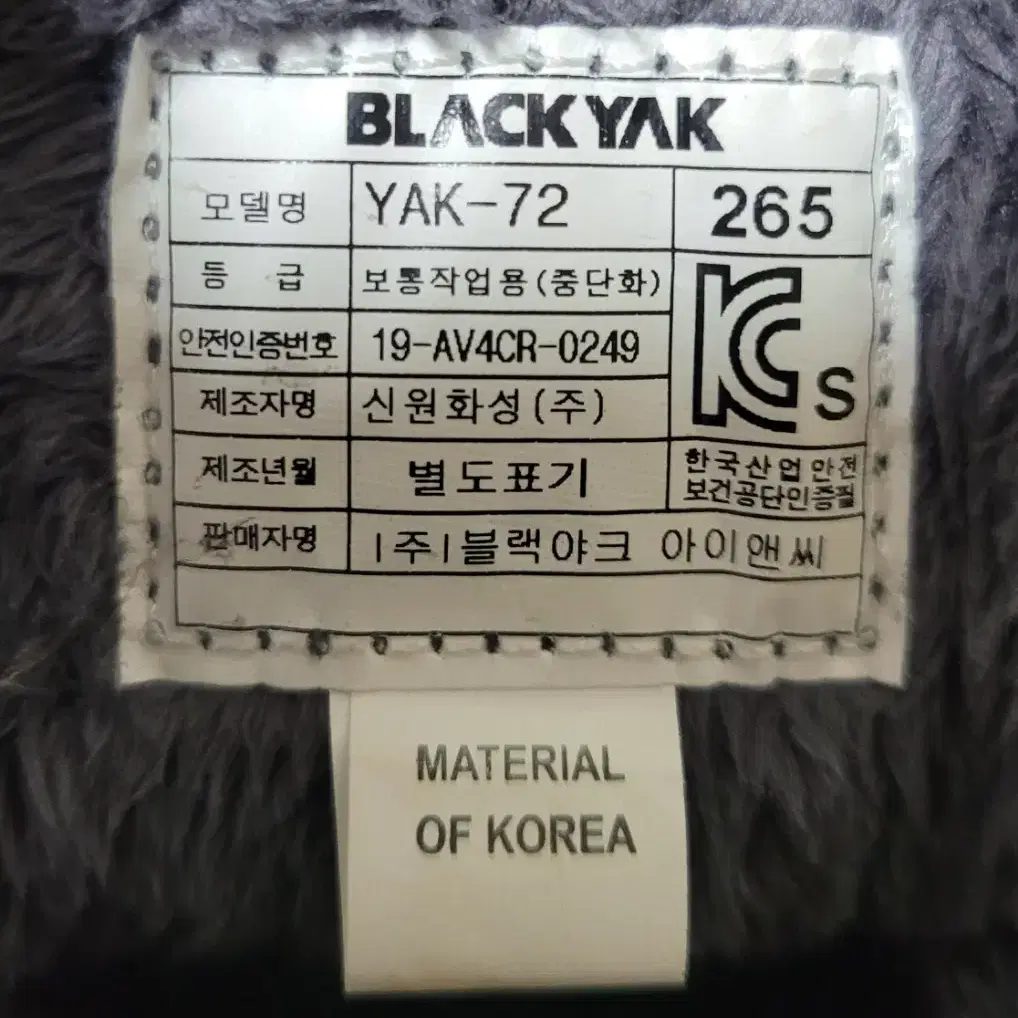 BLACKYAK
모델명 YAK-72 265
등 급 보통작업용(중단화)
안전인증번호 19-AV4CR-0249
KC S
제조자명 신원화성(주)
제조년월 별도표기
한국산업안전
보건공단인증필
판매자명 |주|블랙야크 아이앤씨
MATERIAL
OF KOREA